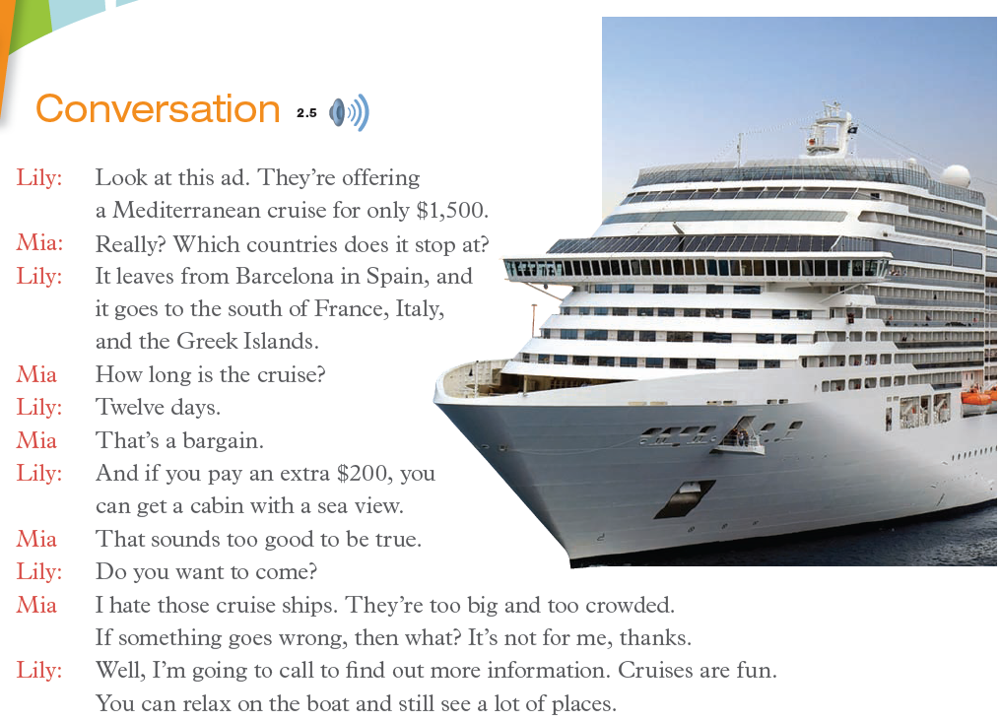 Conversation 2.5
Lily: Look at this ad. They’re offering
a Mediterranean cruise for only $1,500.
Mia: Really? Which countries does it stop at?
Lily: It leaves from Barcelona in Spain, and
it goes to the south of France, Italy,
and the Greek Islands.
Mia How long is the cruise?
Lily: Twelve days.
Mia That’s a bargain.
Lily: And if you pay an extra $200, you
can get a cabin with a sea view.
Mia That sounds too good to be true.
Lily: Do you want to come?
Mia I hate those cruise ships. They’re too big and too crowded.
If something goes wrong, then what? It’s not for me, thanks.
Lily: Well, I’m going to call to find out more information. Cruises are fun.
You can relax on the boat and still see a lot of places.